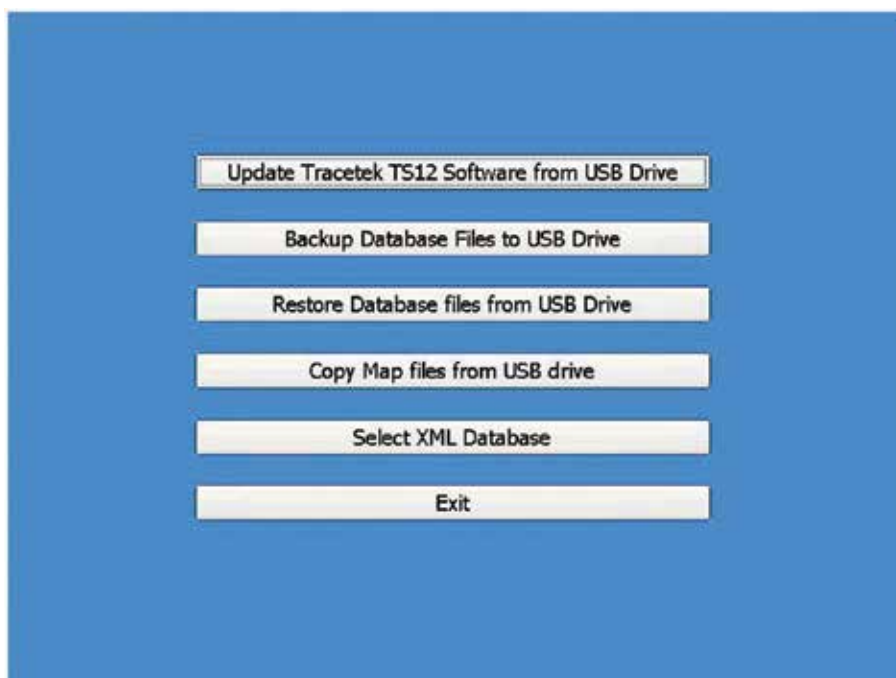 Update Tracetek TS12 Software from USB Drive
Backup Database Files to USB Drive
Restore Database files from USB Drive
Copy Map files from USB drive
Select XML Database
Exit